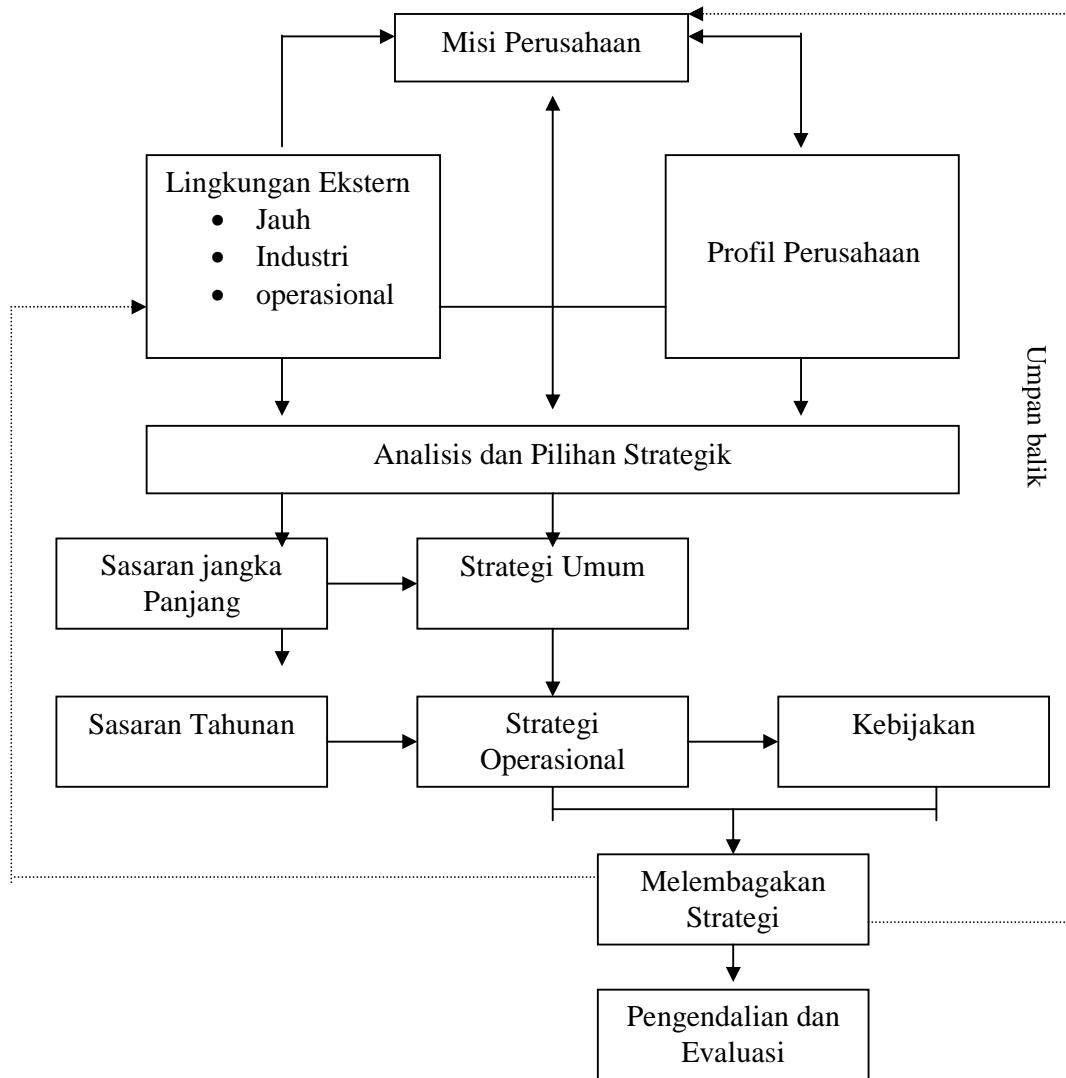 Misi Perusahaan
Lingkungan Ekstern
• Jauh
• Industri
• operasional
Profil Perusahaan
Umpan balik
Analisis dan Pilihan Strategik
Sasaran jangka
Panjang
Strategi Umum
Sasaran Tahunan
Strategi
Operasional
Kebijakan
Melembagakan
Strategi
Pengendalian dan
Evaluasi